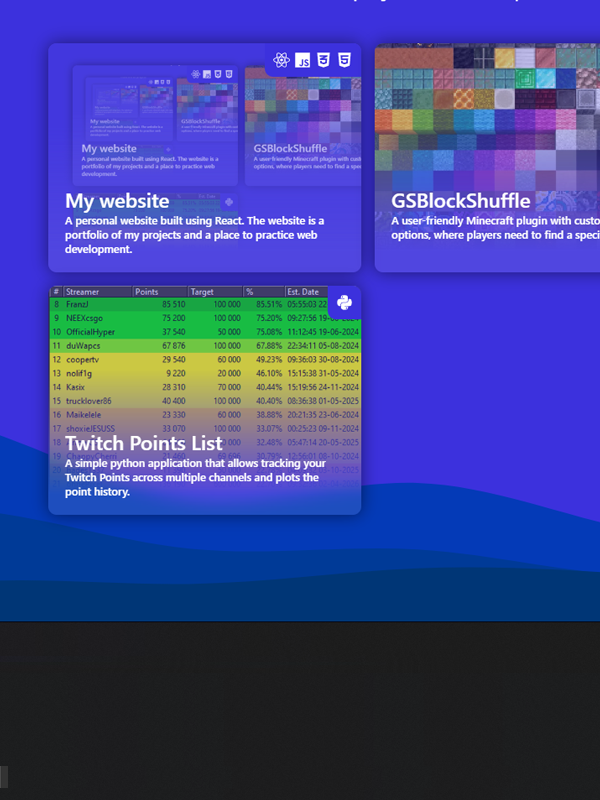 My website
A personal website built using React. The website is a
portfolio of my projects and a place to practice web
development.
GSBlockShuffle
A user-friendly Minecraft plugin with custo
options, where players need to find a spec
JS
My website
A personal website built using React. The website is a
portfolio of my projects and a place to practice web
development.
GSBlockShuffle
A user-friendly Minecraft plugin with custo
options, where players need to find a speci
# Streamer Points Target % Est. Date
8 FranzJ 85 510 100 000 85.51% 05:55:03 22
9 NEEXcsgo 75 200 100 000 75.20% 09:27:56
10 OfficialHyper 37 540 50 000 75.08% 11:12:45 19-06-2024
11 duWapcs 67 876 100 000 67.88% 22:34:11 05-08-2024
12 coopertv 29 540 60 000 49.23% 09:36:03 30-08-2024
13 nolif1g 9 220 20 000 46.10% 15:15:38 31-05-2024
14 Kasix 28 310 70 000 40.44% 15:19:56 24-11-2024
15 trucklover86 40 400 100 000 40.40% 08:36:38 01-05-2025
16 Maikelele 23 330 60 000 38.88% 20:21:35 23-06-2024
17 shoxieJESUSS 33 070 100 000 33.07% 00:25:23 09-11-2024
32.48% 05:47:14 20-05-2025
Twitch Points List
A simple python application that allows tracking your
Twitch Points across multiple channels and plots the
point history.